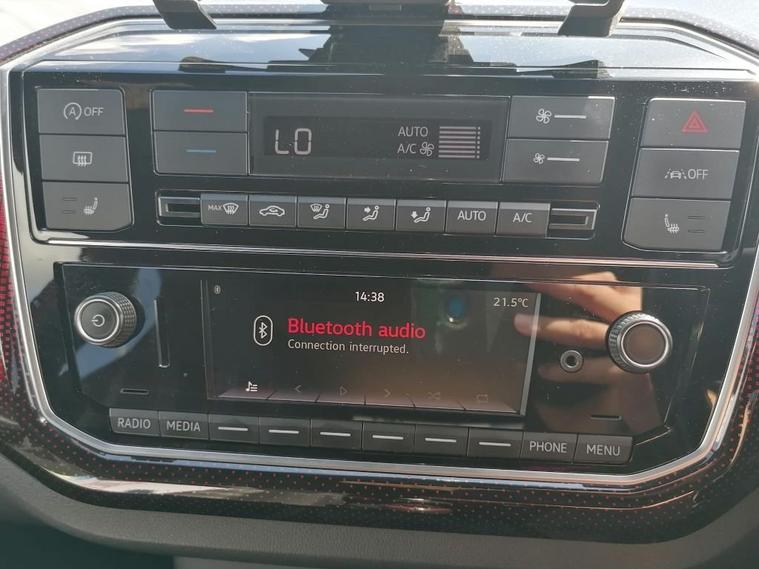 A OFF
LO
AUTO
A/C
OFF
MAX
AUTO
A/C
14:38
21.5°C
Bluetooth audio
Connection interrupted.
RADIO
MEDIA
PHONE
MENU